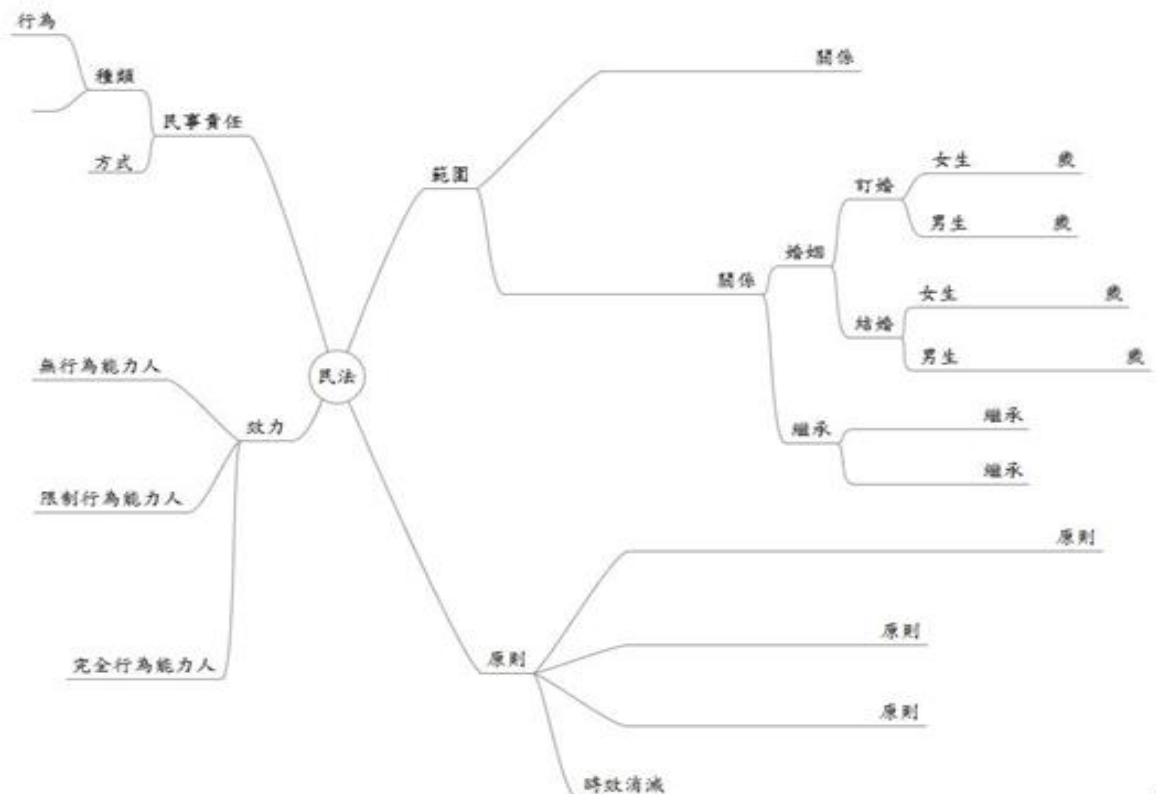 民法
範圍
關係
關係
婚姻
訂婚
女生 歲
男生 歲
結婚
女生 歲
男生 歲
繼承
繼承
繼承
原則
原則
原則
原則
時效消滅
民事責任
種類
行為
方式
效力
無行為能力人
限制行為能力人
完全行為能力人